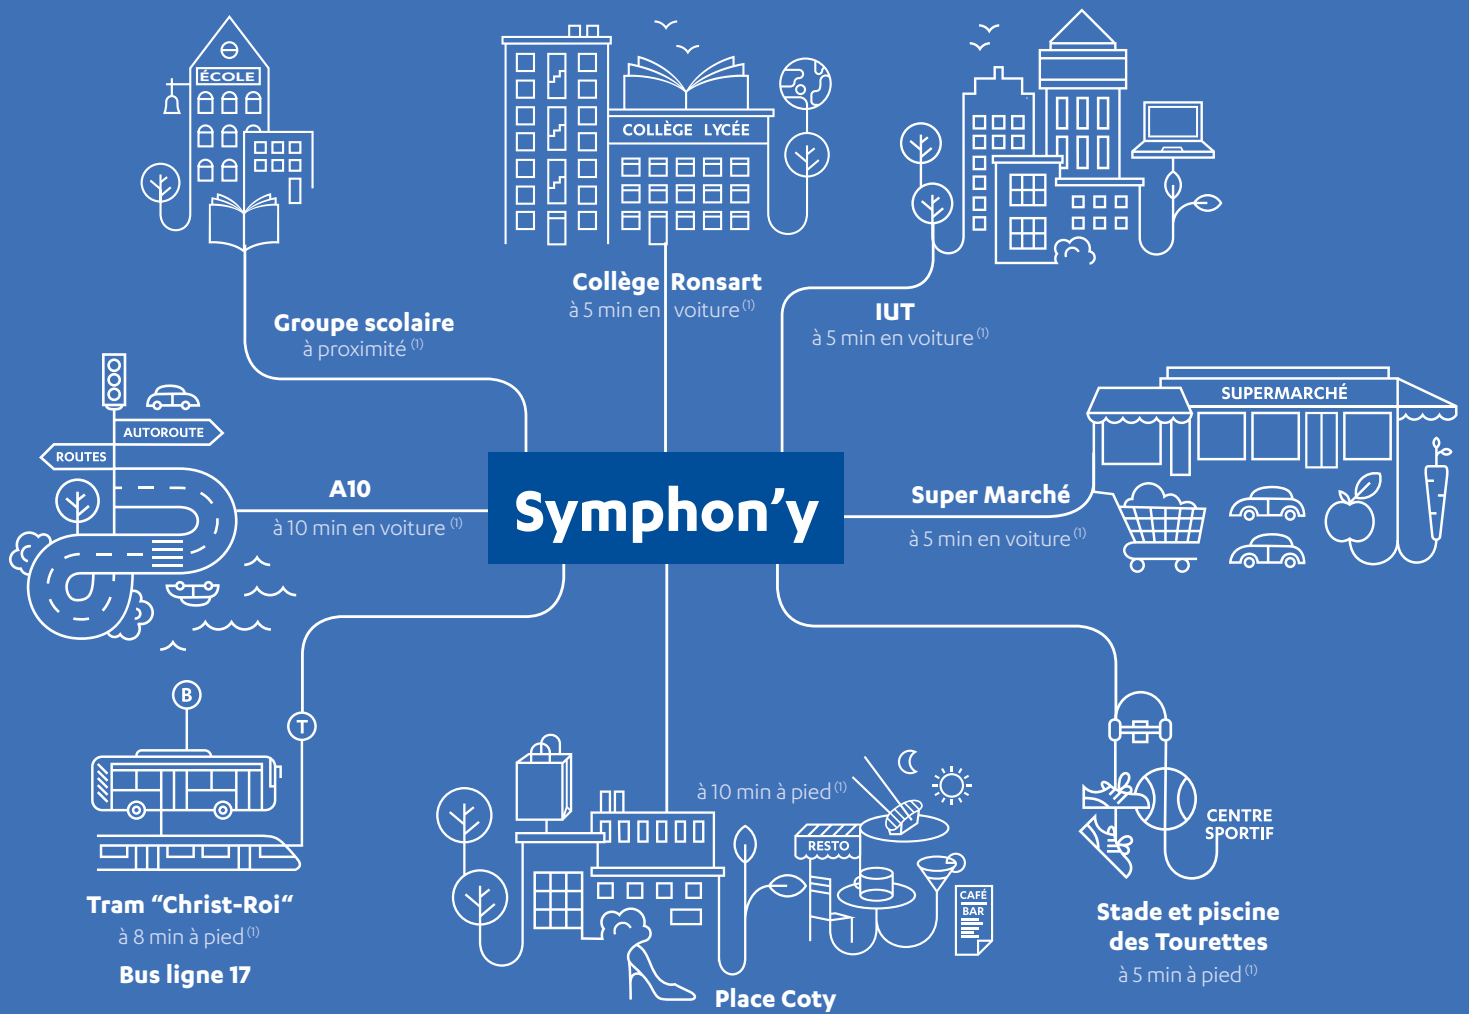 ÉCOLE
COLLÈGE LYCÉE
Groupe scolaire
à proximité (1)
Collège Ronsart
à 5 min en voiture (1)
IUT
à 5 min en voiture (1)
AUTOROUTE
ROUTES
A10
à 10 min en voiture (1)
Symphon'y
SUPERMARCHÉ
Super Marché
à 5 min en voiture (1)
B
T
Tram “Christ-Roi“
à 8 min à pied (1)
Bus ligne 17
à 10 min à pied (1)
RESTO
CAFÉ
BAR
Place Coty
CENTRE
SPORTIF
Stade et piscine
des Tourettes
à 5 min à pied (1)